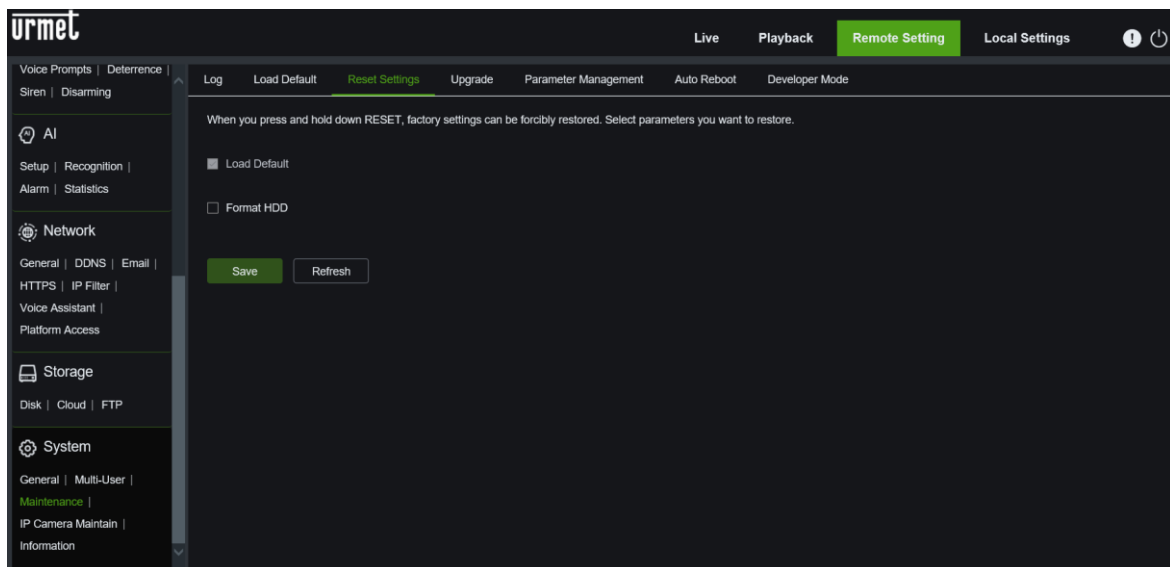 urmet
Live Playback Remote Setting Local Settings
Voice Prompts | Deterrence |
Siren | Disarming
AI
Setup | Recognition |
Alarm | Statistics
Network
General | DDNS | Email |
HTTPS | IP Filter |
Voice Assistant |
Platform Access
Storage
Disk | Cloud | FTP
System
General | Multi-User |
Maintenance |
IP Camera Maintain |
Information
Log Load Default Reset Settings Upgrade Parameter Management Auto Reboot Developer Mode
When you press and hold down RESET, factory settings can be forcibly restored. Select parameters you want to restore.
Load Default
Format HDD
Save Refresh